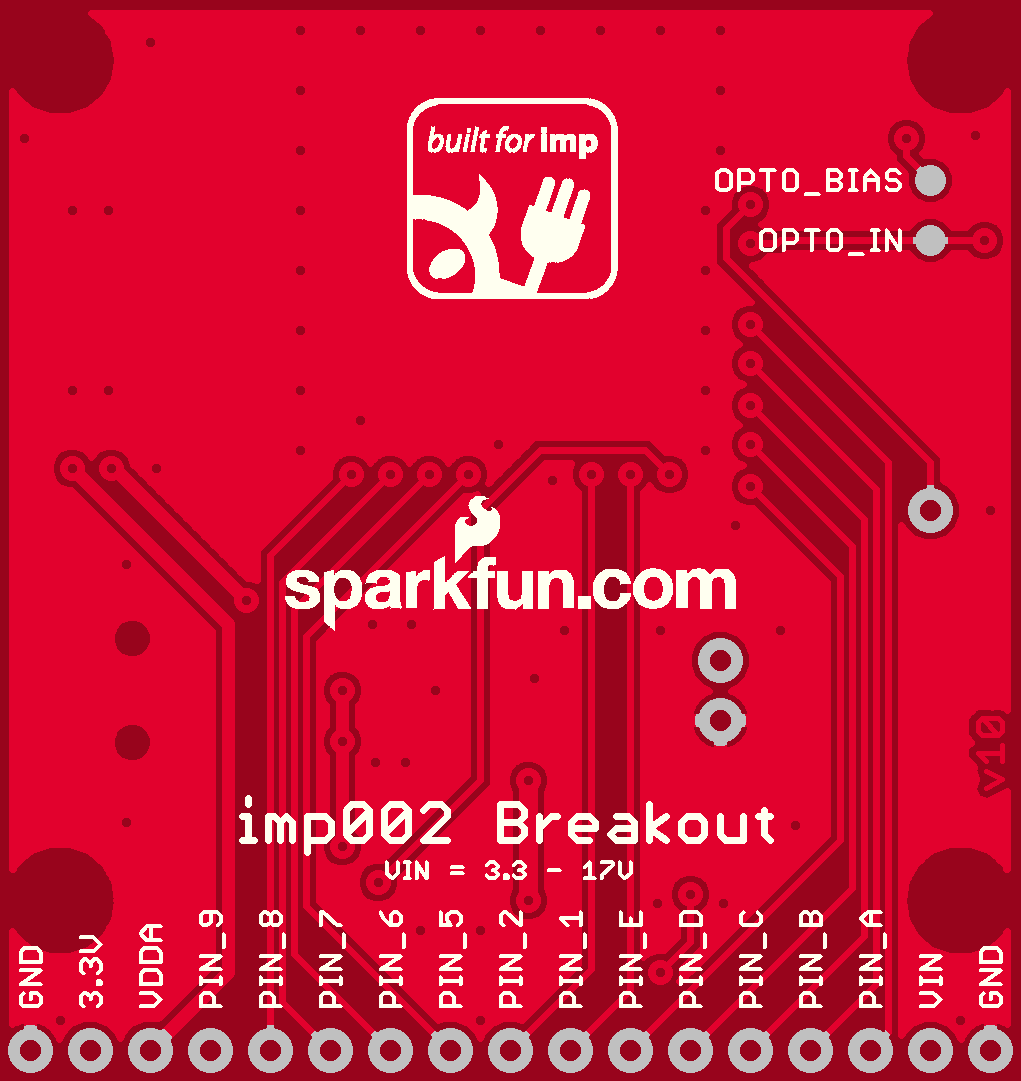 built for imp
OPTO_BIAS
OPTO_IN
sparkfun.com
v10
imp002 Breakout
VIN = 3.3 - 17V
GND
3.3V
VDDA
PIN_9
PIN_8
PIN_7
PIN_6
PIN_5
PIN_2
PIN_1
PIN_E
PIN_D
PIN_C
PIN_B
PIN_A
VIN
GND